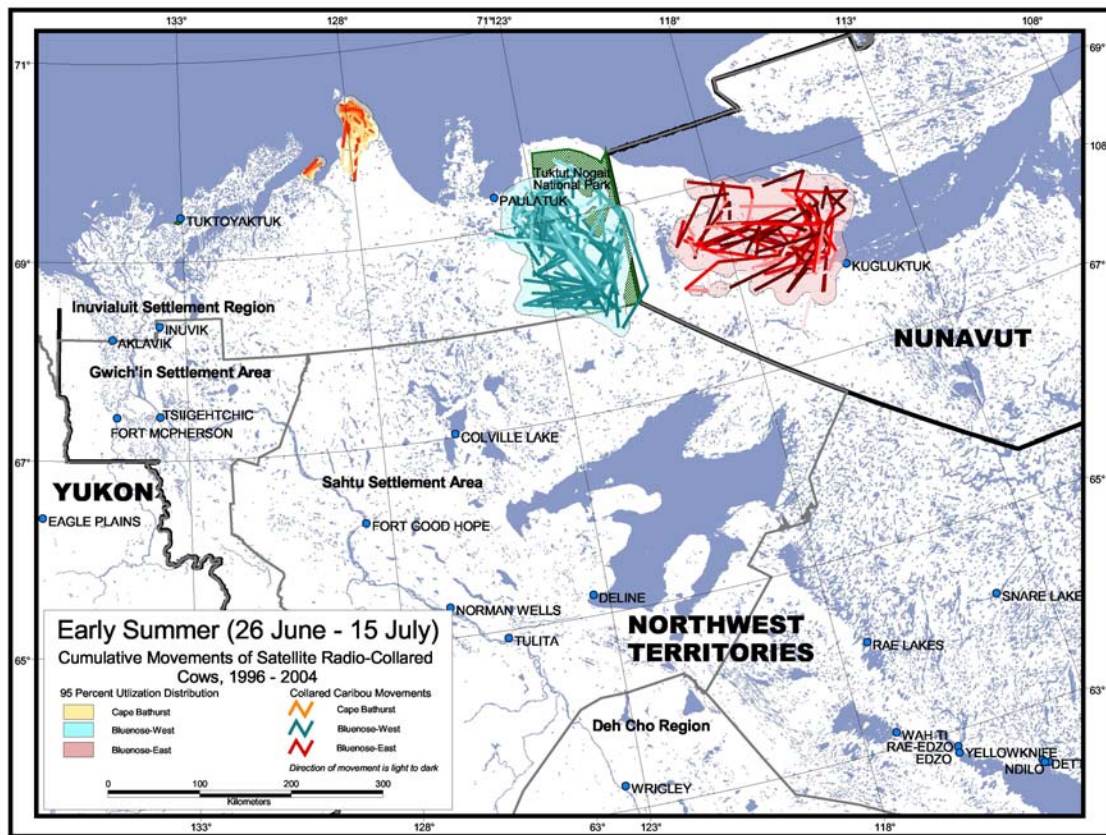 133°
128°
71°
123°
118°
113°
108°
71°
69°
Tuktut Nogait
National Park
PAULATUK
108°
TUKTOYAKTUK
69°
KUGLUKTUK
67°
Inuvialuit Settlement Region
INUVIK
AKLAVIK
NUNAVUT
Gwich'in Settlement Area
TSIIGEHTCHIC
FORT MCPHERSON
COLVILLE LAKE
67°
65°
Sahtu Settlement Area
YUKON
EAGLE PLAINS
FORT GOOD HOPE
DELINE
SNARE LAKE
NORMAN WELLS
NORTHWEST
TERRITORIES
TULITA
RAE LAKES
65°
63°
Early Summer (26 June - 15 July)
Cumulative Movements of Satellite Radio-Collared
Cows, 1996 - 2004
95 Percent Utlization Distribution
Cape Bathurst
Bluenose-West
Bluenose-East
Collared Caribou Movements
Cape Bathurst
Bluenose-West
Bluenose-East
Direction of movement is light to dark
0 100 200 300
Kilometers
Deh Cho Region
WAH TI
RAE-EDZO
EDZO
YELLOWKNIFE
NDILO
DETT
WRIGLEY
133°
128°
63°
123°
118°